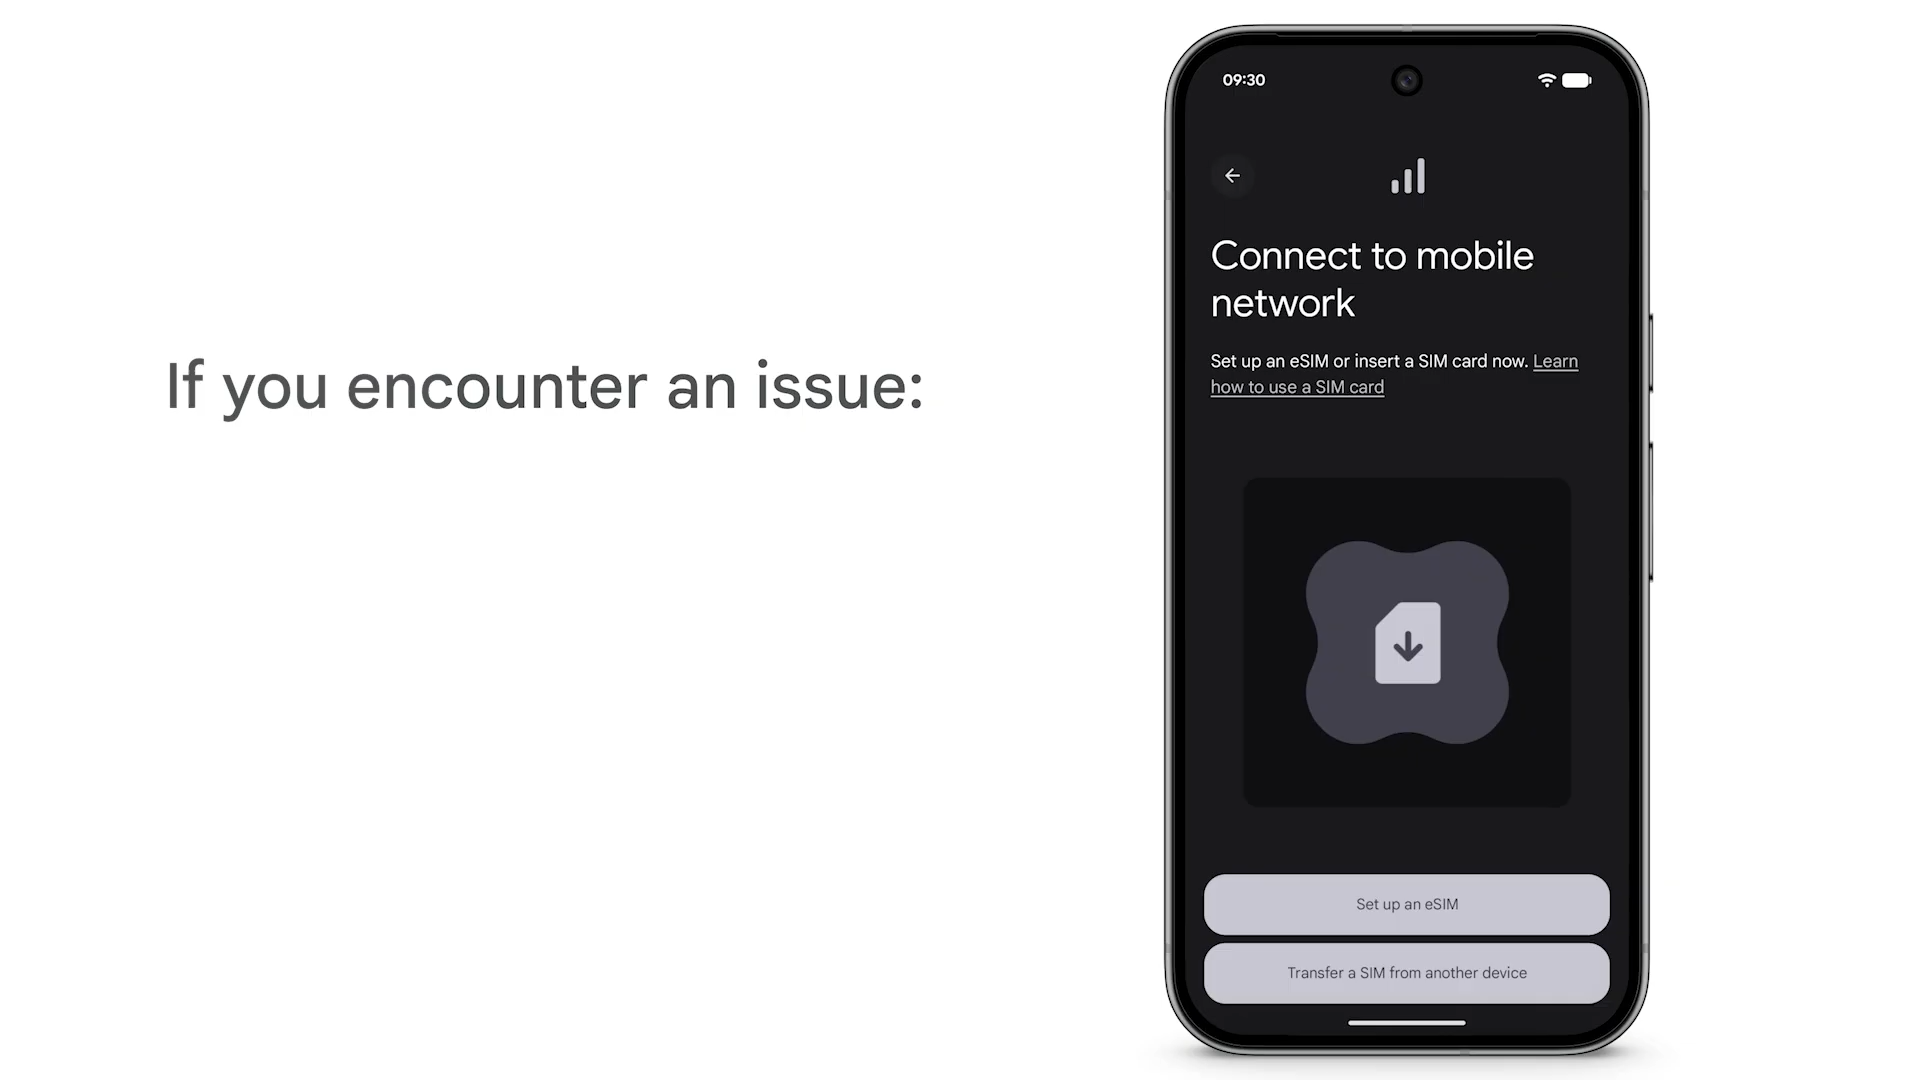 If you encounter an issue:
09:30
Connect to mobile
network
Set up an eSIM or insert a SIM card now. Learn
how to use a SIM card
Set up an eSIM
Transfer a SIM from another device